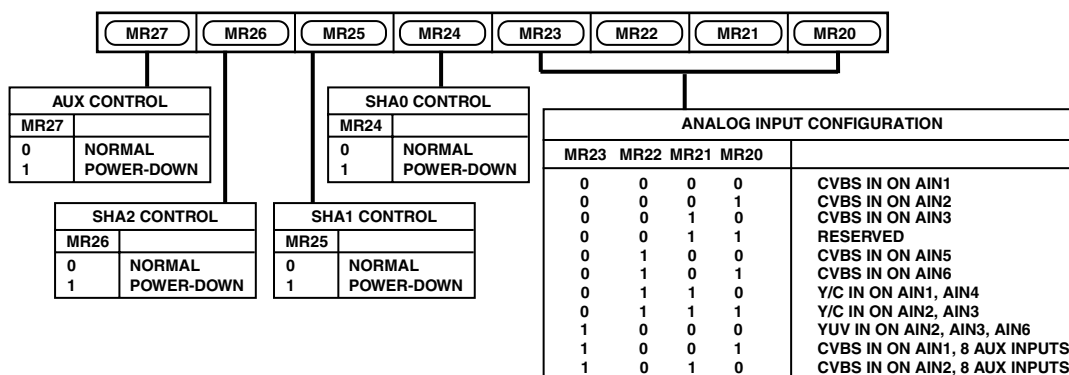 MR27 MR26 MR25 MR24 MR23 MR22 MR21 MR20
AUX CONTROL
MR27
0 NORMAL
1 POWER-DOWN
SHA0 CONTROL
MR24
0 NORMAL
1 POWER-DOWN
SHA2 CONTROL
MR26
0 NORMAL
1 POWER-DOWN
SHA1 CONTROL
MR25
0 NORMAL
1 POWER-DOWN
ANALOG INPUT CONFIGURATION
MR23 MR22 MR21 MR20
0 0 0 0 CVBS IN ON AIN1
0 0 0 1 CVBS IN ON AIN2
0 0 1 0 CVBS IN ON AIN3
0 0 1 1 RESERVED
0 1 0 0 CVBS IN ON AIN5
0 1 0 1 CVBS IN ON AIN6
0 1 1 0 Y/C IN ON AIN1, AIN4
0 1 1 1 Y/C IN ON AIN2, AIN3
1 0 0 0 YUV IN ON AIN2, AIN3, AIN6
1 0 0 1 CVBS IN ON AIN1, 8 AUX INPUTS
1 0 1 0 CVBS IN ON AIN2, 8 AUX INPUTS